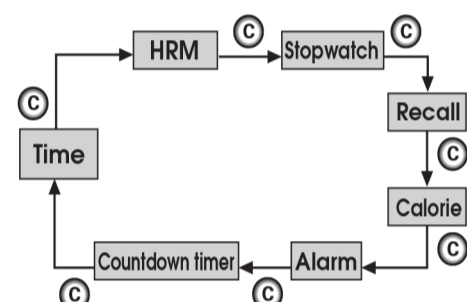 HRM
C
Stopwatch
C
Recall
C
Calorie
C
Alarm
C
Countdown timer
C
Time
C